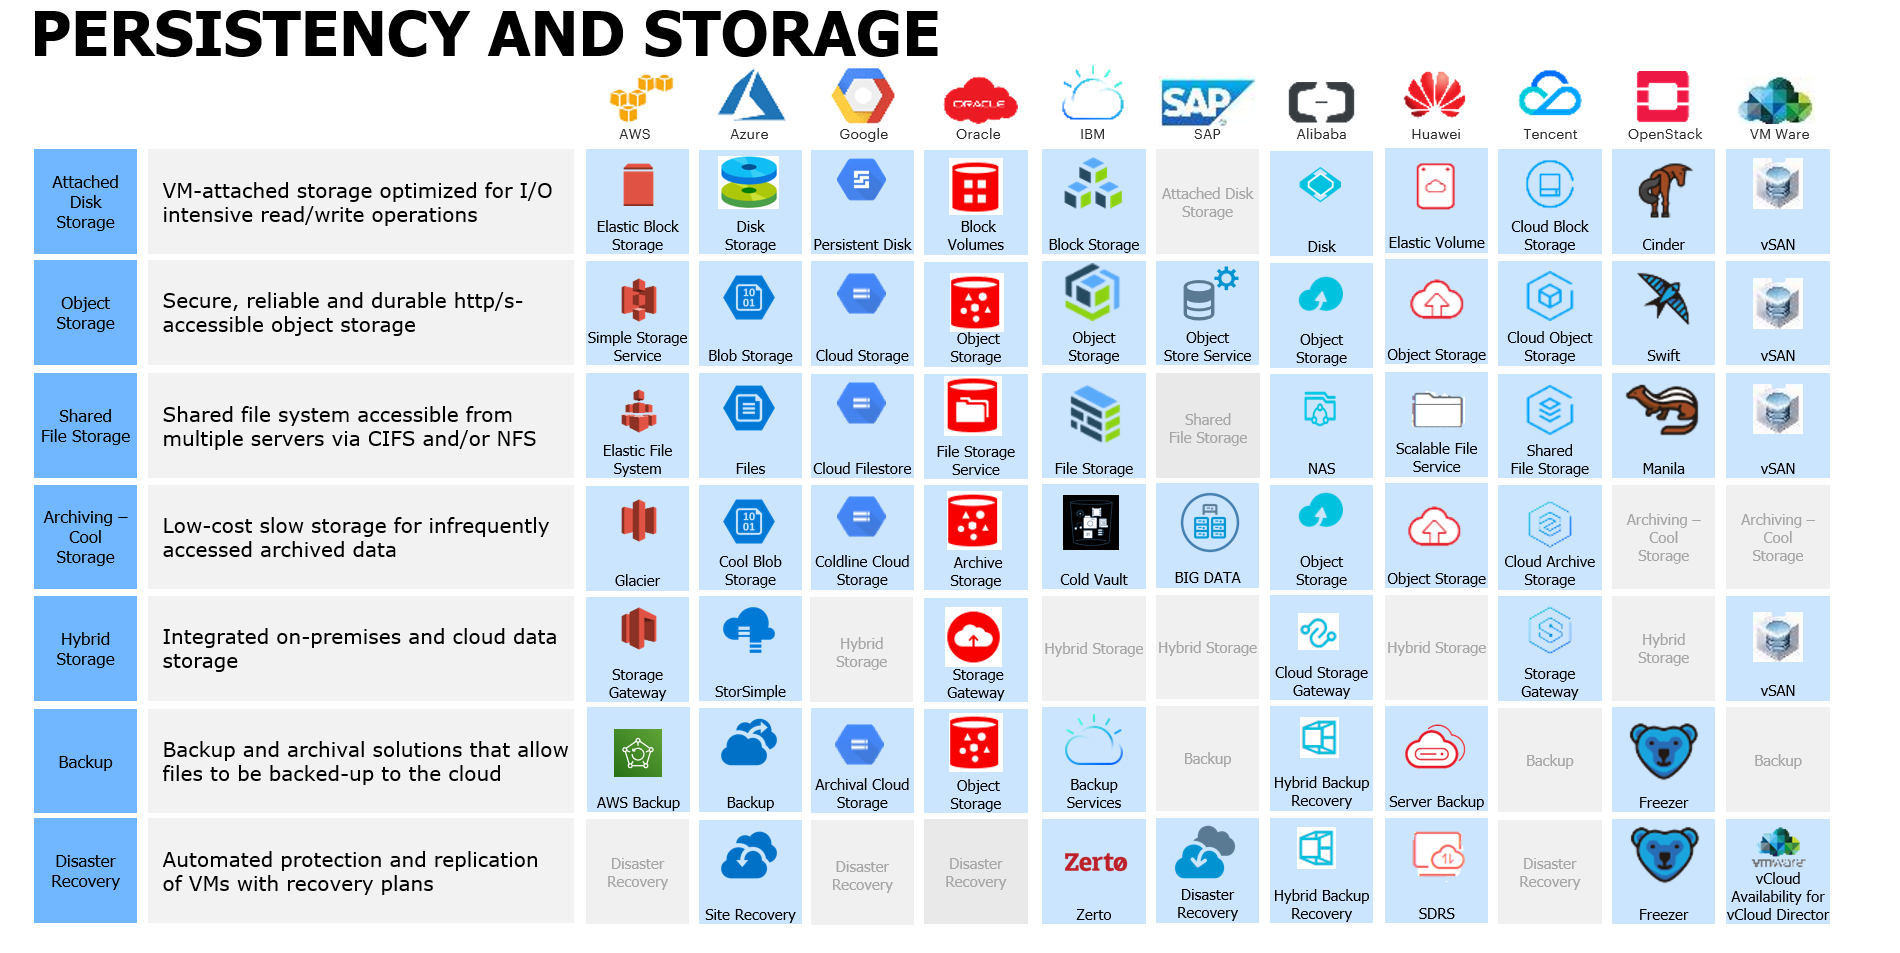 PERSISTENCY AND STORAGE
ORACLE
SAP
AWS
Azure
Google
Oracle
IBM
SAP
Alibaba
Huawei
Tencent
OpenStack
VM Ware
Attached
Disk
Storage
VM-attached storage optimized for I/O
intensive read/write operations
Elastic Block
Storage
Disk
Storage
Persistent Disk
Block
Volumes
Block Storage
Attached Disk
Storage
Disk
Elastic Volume
Cloud Block
Storage
Cinder
vSAN
Object
Storage
Secure, reliable and durable http/s-
accessible object storage
Simple Storage
Service
10
01
Blob Storage
Cloud Storage
Object
Storage
Object
Storage
Object
Store Service
Object
Storage
Object Storage
Cloud Object
Storage
Swift
vSAN
Shared
File Storage
Shared file system accessible from
multiple servers via CIFS and/or NFS
Elastic File
System
Files
Cloud Filestore
File Storage
Service
File Storage
Shared
File Storage
NAS
Scalable File
Service
Shared
File Storage
Manila
vSAN
Archiving –
Cool
Storage
Low-cost slow storage for infrequently
accessed archived data
Glacier
10
01
Cool Blob
Storage
Coldline Cloud
Storage
Archive
Storage
Cold Vault
BIG DATA
Object
Storage
Object Storage
Cloud Archive
Storage
Archiving –
Cool
Storage
Archiving –
Cool
Storage
Hybrid
Storage
Integrated on-premises and cloud data
storage
Storage
Gateway
StorSimple
Hybrid
Storage
Storage
Gateway
Hybrid Storage
Hybrid Storage
Cloud Storage
Gateway
Hybrid Storage
Storage
Gateway
Hybrid
Storage
vSAN
Backup
Backup and archival solutions that allow
files to be backed-up to the cloud
AWS Backup
Backup
Archival Cloud
Storage
Object
Storage
Backup
Services
Backup
Hybrid Backup
Recovery
Server Backup
Backup
Freezer
Backup
Disaster
Recovery
Automated protection and replication
of VMs with recovery plans
Disaster
Recovery
Site Recovery
Disaster
Recovery
Disaster
Recovery
Zerto
Zerto
Disaster
Recovery
Hybrid Backup
Recovery
SDRS
Disaster
Recovery
Freezer
vmware
vCloud
Availability for
vCloud Director